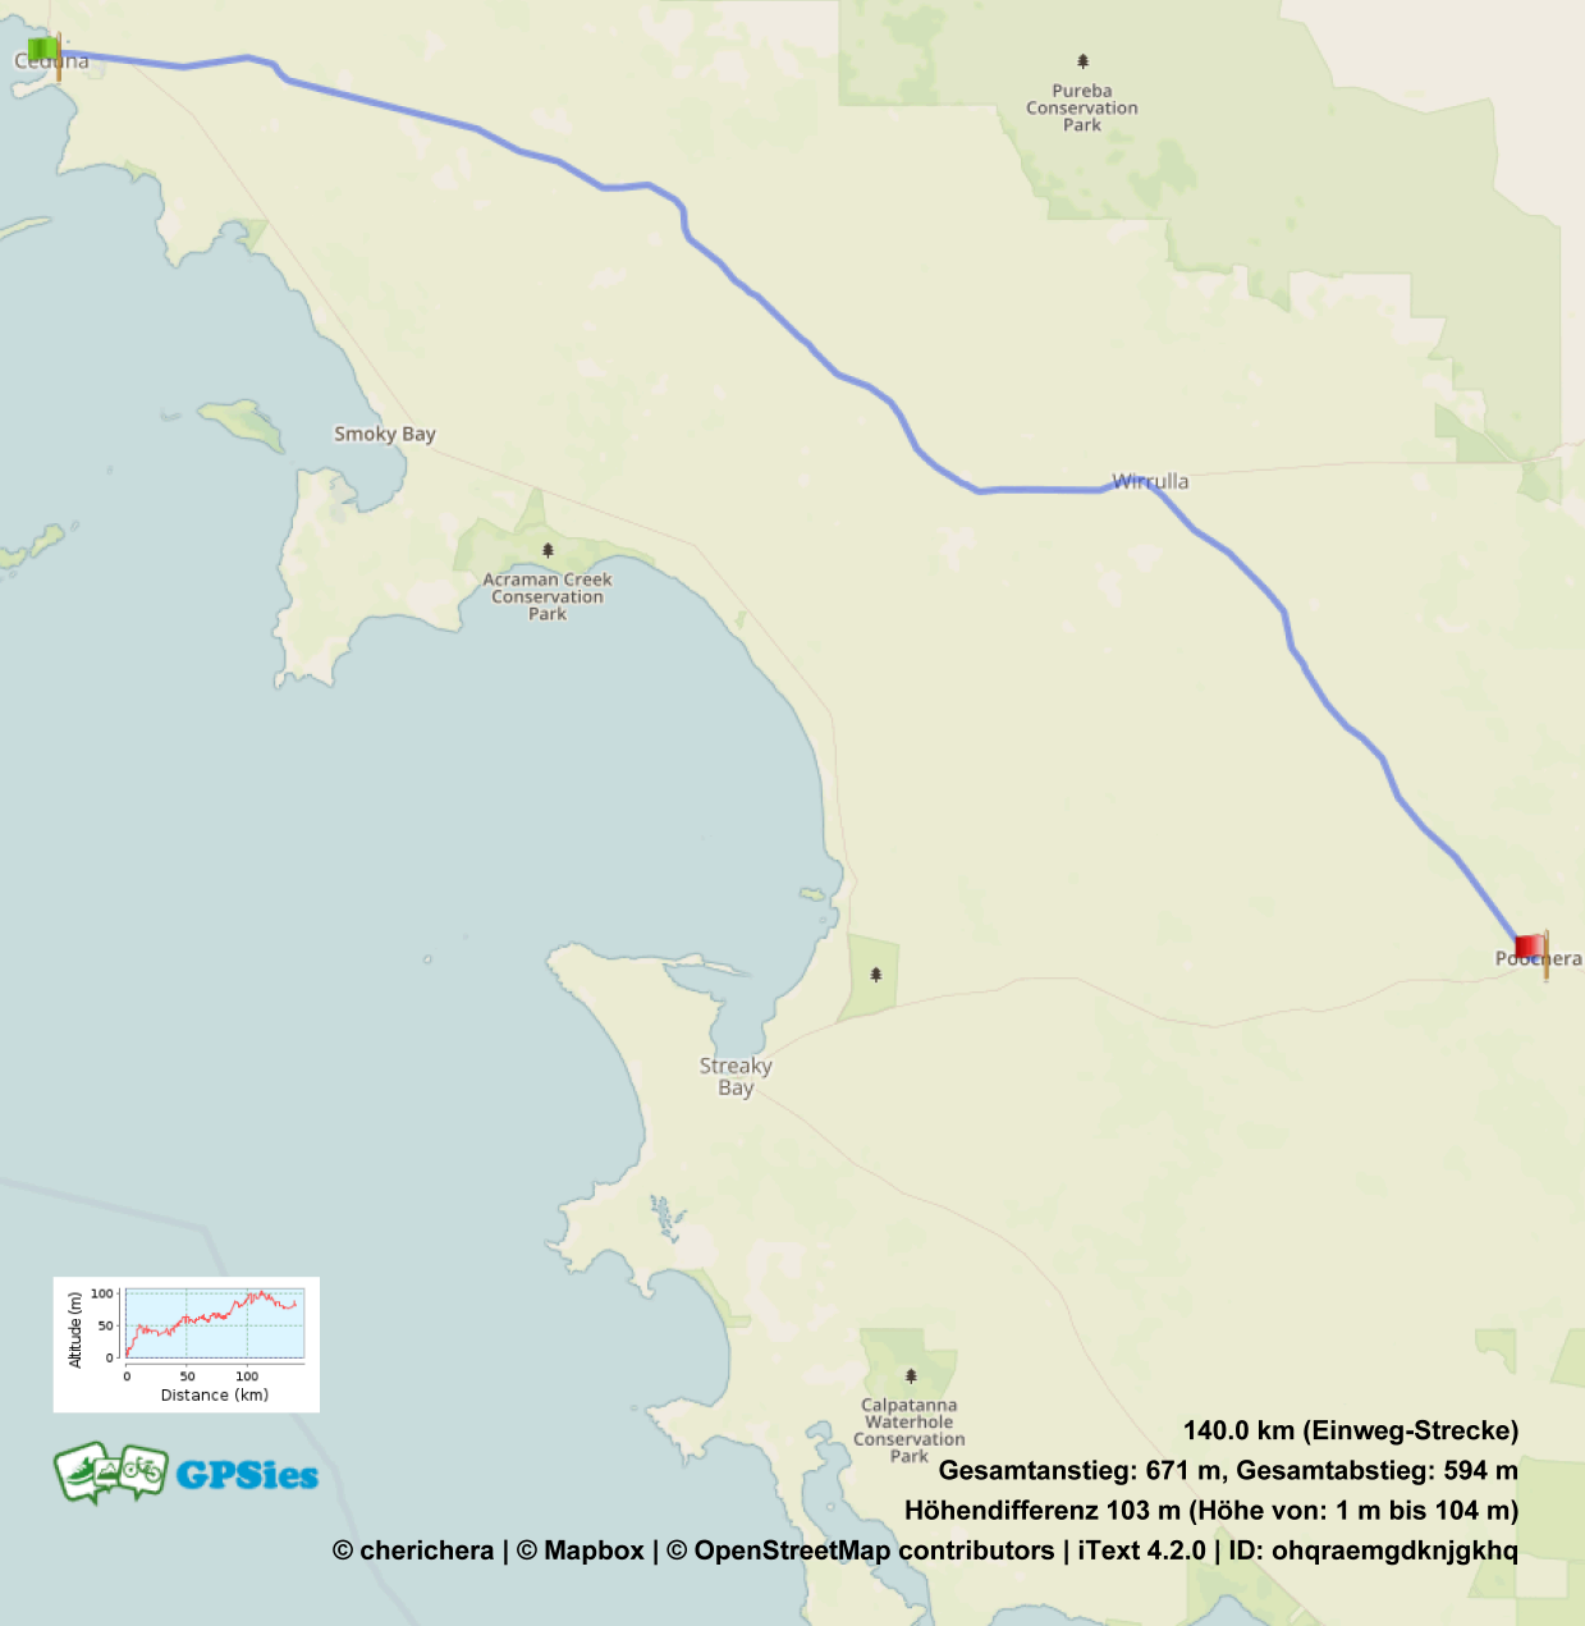 Ceduna
Pureba
Conservation
Park
Smoky Bay
Wirrulla
Acraman Creek
Conservation
Park
Poochera
Streaky
Bay
100
50
0
Altitude (m)
0 50 100
Distance (km)
Calpatanna
Waterhole
Conservation
Park
140.0 km (Einweg-Strecke)
Gesamtanstieg: 671 m, Gesamtabstieg: 594 m
Höhendifferenz 103 m (Höhe von: 1 m bis 104 m)
GPSies
© cherichera | © Mapbox | © OpenStreetMap contributors | iText 4.2.0 | ID: ohqraemgdknjgkhq